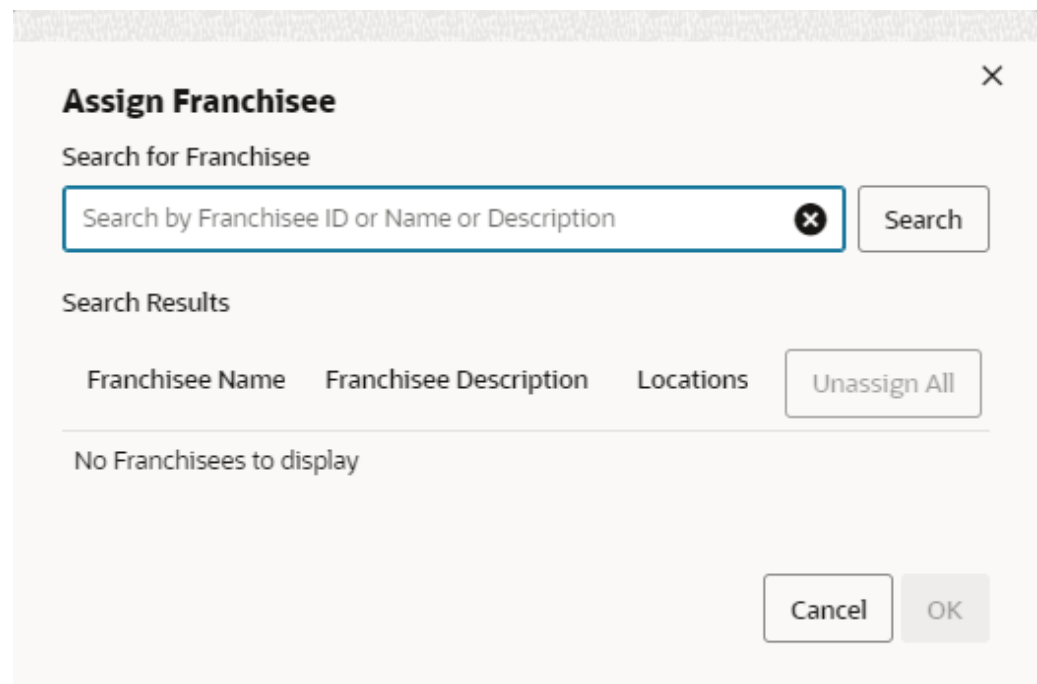 Assign Franchisee
Search for Franchisee
Search by Franchisee ID or Name or Description
Search
Search Results
Franchisee Name Franchisee Description Locations Unassign All
No Franchisees to display
Cancel OK